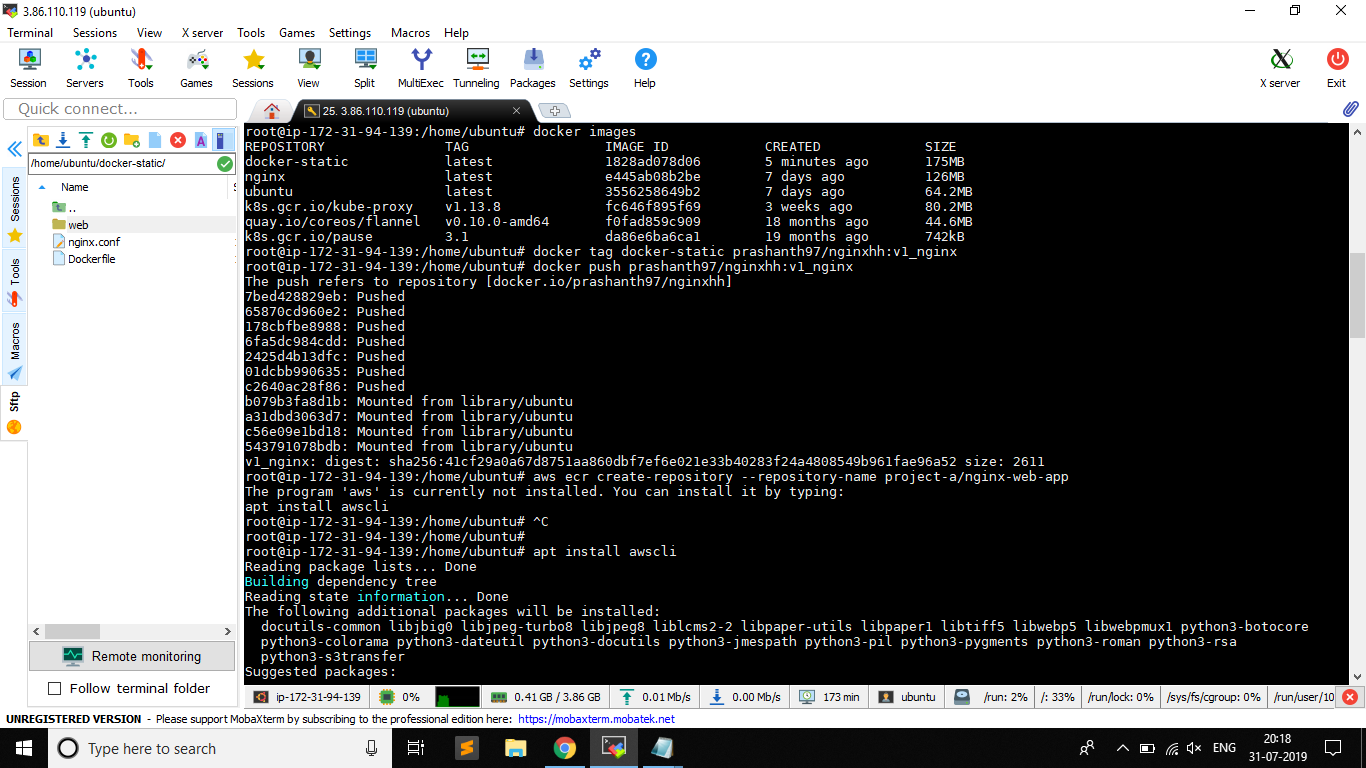 3.86.110.119 (ubuntu)
Terminal Sessions View X server Tools Games Settings Macros Help
Session Servers Tools Games Sessions View Split MultiExec Tunneling Packages Settings Help X server Exit
Quick connect...
25. 3.86.110.119 (ubuntu)
/home/ubuntu/docker-static/
Name
..
web
nginx.conf
Dockerfile
Sessions
Tools
Macros
Sftp
root@ip-172-31-94-139:/home/ubuntu# docker images
REPOSITORY TAG IMAGE ID CREATED SIZE
docker-static latest 1828ad078d06 5 minutes ago 175MB
nginx latest e445ab08b2be 7 days ago 126MB
ubuntu latest 3556258649b2 7 days ago 64.2MB
k8s.gcr.io/kube-proxy v1.13.8 fc646f895f69 3 weeks ago 80.2MB
quay.io/coreos/flannel v0.10.0-amd64 f0fad859c909 18 months ago 44.6MB
k8s.gcr.io/pause 3.1 da86e6ba6ca1 19 months ago 742kB
root@ip-172-31-94-139:/home/ubuntu# docker tag docker-static prashanth97/nginxhh:v1_nginx
root@ip-172-31-94-139:/home/ubuntu# docker push prashanth97/nginxhh:v1_nginx
The push refers to repository [docker.io/prashanth97/nginxhh]
7bed428829eb: Pushed
65870cd960e2: Pushed
178cbfbe8988: Pushed
6fa5dc984cdd: Pushed
2425d4b13dfc: Pushed
01dcbb990635: Pushed
c2640ac28f86: Pushed
b079b3fa8d1b: Mounted from library/ubuntu
a31dbd3063d7: Mounted from library/ubuntu
c56e09e1bd18: Mounted from library/ubuntu
543791078bdb: Mounted from library/ubuntu
v1_nginx: digest: sha256:41cf29a0a67d8751aa860dbf7ef6e021e33b40283f24a4808549b961fae96a52 size: 2611
root@ip-172-31-94-139:/home/ubuntu# aws ecr create-repository --repository-name project-a/nginx-web-app
The program 'aws' is currently not installed. You can install it by typing:
apt install awscli
root@ip-172-31-94-139:/home/ubuntu# ^C
root@ip-172-31-94-139:/home/ubuntu#
root@ip-172-31-94-139:/home/ubuntu# apt install awscli
Reading package lists... Done
Building dependency tree
Reading state information... Done
The following additional packages will be installed:
docutils-common libjbig0 libjpeg-turbo8 libjpeg8 liblcms2-2 libpaper-utils libpaper1 libtiff5 libwebp5 libwebpmux1 python3-botocore
python3-colorama python3-dateutil python3-docutils python3-jmespath python3-pil python3-pygments python3-roman python3-rsa
python3-s3transfer
Suggested packages:
Remote monitoring
Follow terminal folder
ip-172-31-94-139 0% 0.41 GB / 3.86 GB 0.01 Mb/s 0.00 Mb/s 173 min ubuntu /run: 2% /: 33% /run/lock: 0% /sys/fs/cgroup: 0% /run/user/10
UNREGISTERED VERSION - Please support MobaXterm by subscribing to the professional edition here: https://mobaxterm.mobatek.net
Type here to search
ENG
20:18
31-07-2019